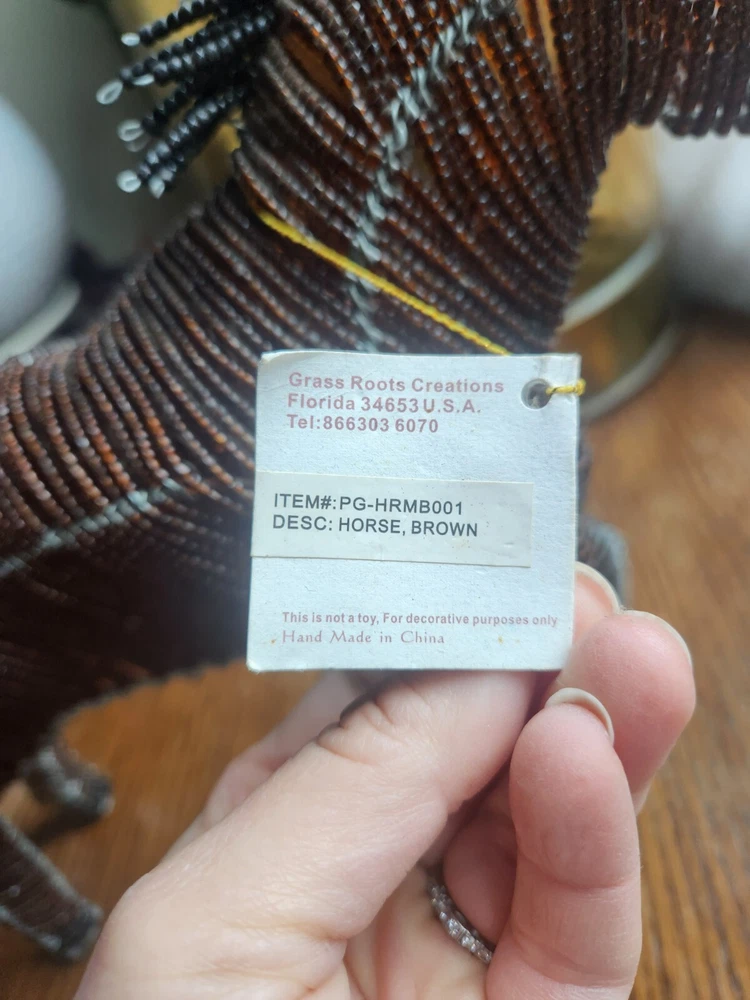 Grass Roots Creations
Florida 34653 U.S.A.
Tel:866303 6070
ITEM#:PG-HRMB001
DESC: HORSE, BROWN
This is not a toy, For decorative purposes only
Hand Made in China